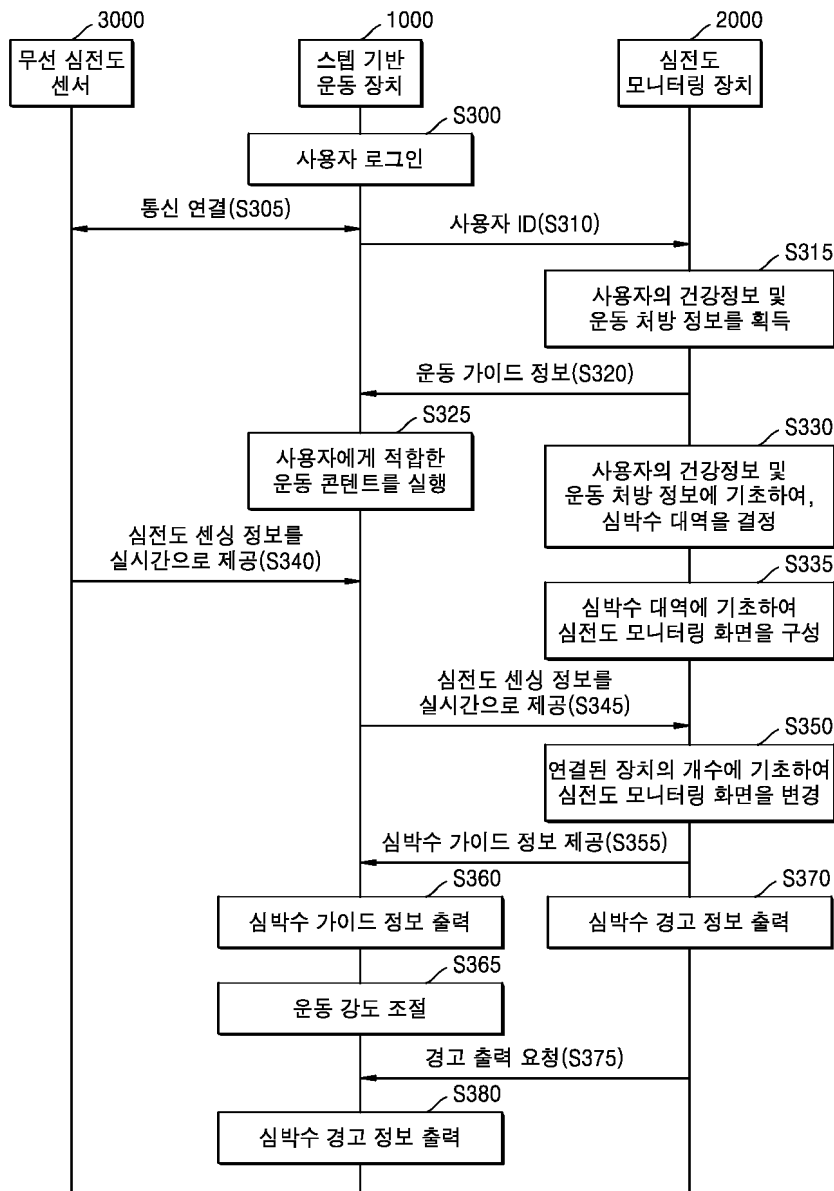 3000
1000
2000
무선 심전도
센서
스텝 기반
운동 장치
심전도
모니터링 장치
S300
사용자 로그인
통신 연결(S305)
사용자 ID(S310)
S315
사용자의 건강정보 및
운동 처방 정보를 획득
운동 가이드 정보(S320)
S325
사용자에게 적합한
운동 콘텐트를 실행
S330
사용자의 건강정보 및
운동 처방 정보에 기초하여,
심박수 대역을 결정
심전도 센싱 정보를
실시간으로 제공(S340)
S335
심박수 대역에 기초하여
심전도 모니터링 화면을 구성
심전도 센싱 정보를
실시간으로 제공(S345)
S350
연결된 장치의 개수에 기초하여
심전도 모니터링 화면을 변경
심박수 가이드 정보 제공(S355)
S360
심박수 가이드 정보 출력
S370
심박수 경고 정보 출력
S365
운동 강도 조절
경고 출력 요청(S375)
S380
심박수 경고 정보 출력